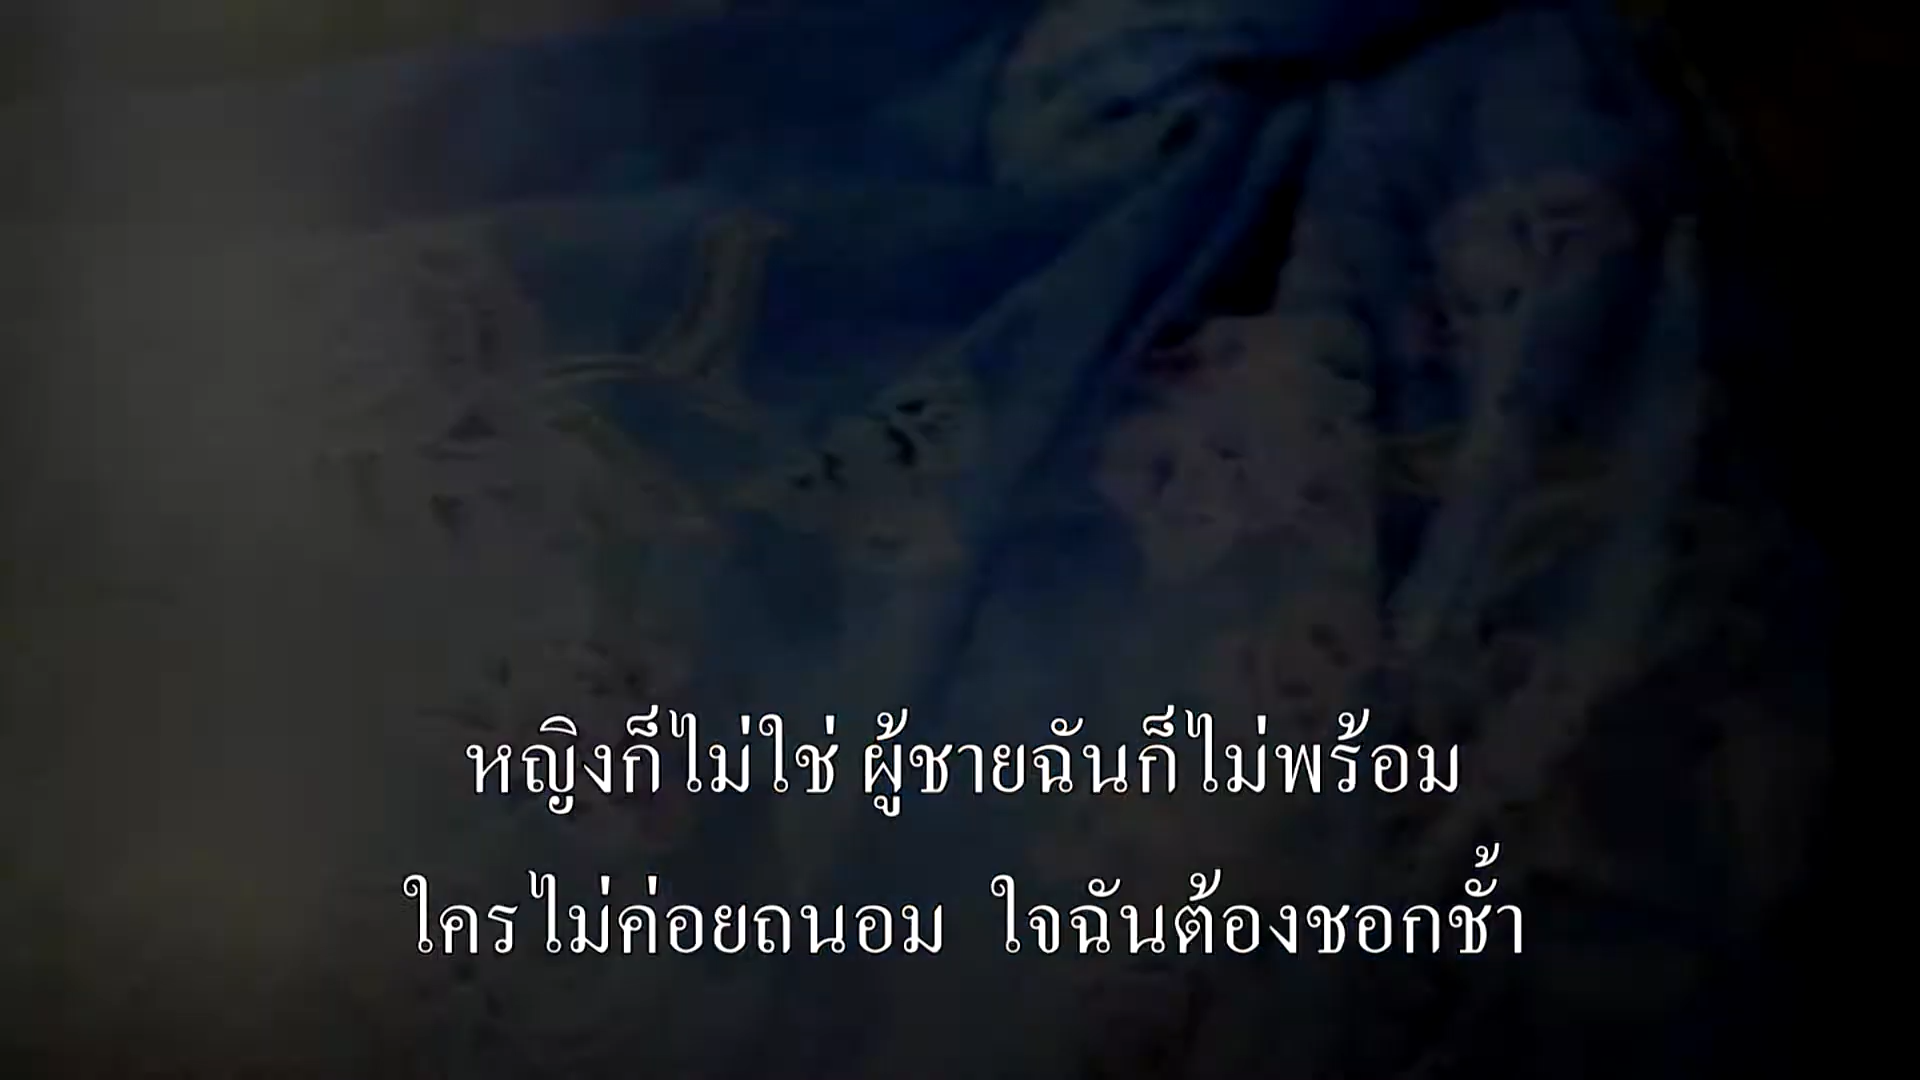 หญิงก็ไม่ใช่ ผู้ชายฉันก็ไม่พร้อม
ใครไม่ค่อยถนอม ใจฉันต้องชอกช้ำ